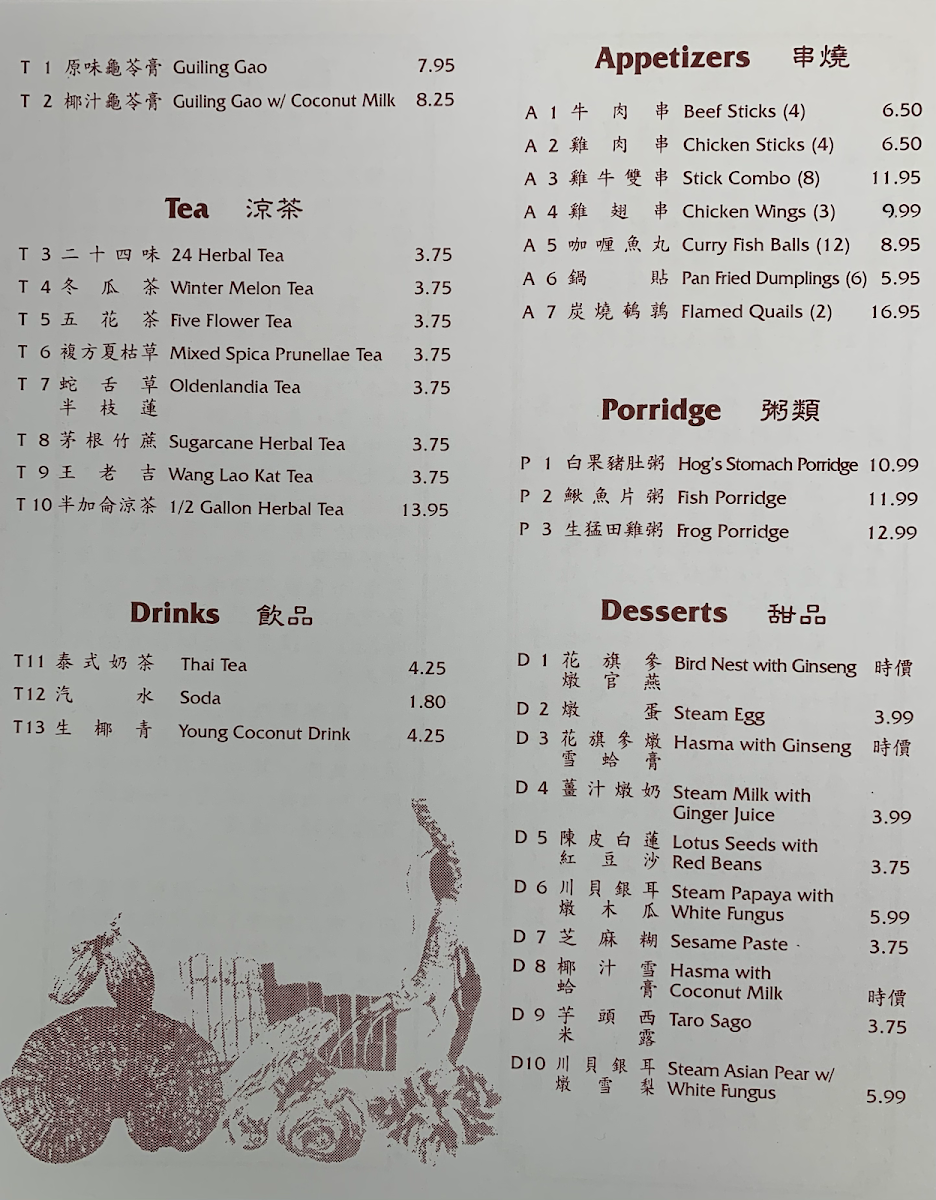 T 1 原味龜苓膏 Guiling Gao 7.95
T 2 椰汁龜苓膏 Guiling Gao w/ Coconut Milk 8.25
Tea 涼茶
T 3 二十四味 24 Herbal Tea 3.75
T 4 冬瓜茶 Winter Melon Tea 3.75
T 5 五花茶 Five Flower Tea 3.75
T 6 複方夏枯草 Mixed Spica Prunellae Tea 3.75
T 7 蛇舌草 Oldenlandia Tea 3.75
半枝蓮
T 8 茅根竹蔗 Sugarcane Herbal Tea 3.75
T 9 王老吉 Wang Lao Kat Tea 3.75
T 10 半加侖涼茶 1/2 Gallon Herbal Tea 13.95
Drinks 飲品
T11 泰式奶茶 Thai Tea 4.25
T12 汽水 Soda 1.80
T13 生椰青 Young Coconut Drink 4.25
Appetizers 串燒
A 1 牛肉串 Beef Sticks (4) 6.50
A 2 雞肉串 Chicken Sticks (4) 6.50
A 3 雞牛雙串 Stick Combo (8) 11.95
A 4 雞翅串 Chicken Wings (3) 9.99
A 5 咖喱魚丸 Curry Fish Balls (12) 8.95
A 6 鍋貼 Pan Fried Dumplings (6) 5.95
A 7 炭燒鵪鶉 Flamed Quails (2) 16.95
Porridge 粥類
P 1 白果豬肚粥 Hog's Stomach Porridge 10.99
P 2 鰍魚片粥 Fish Porridge 11.99
P 3 生猛田雞粥 Frog Porridge 12.99
Desserts 甜品
D 1 花旗參 Bird Nest with Ginseng 時價
燉官燕
D 2 燉蛋 Steam Egg 3.99
D 3 花旗參燉 Hasma with Ginseng 時價
雪蛤膏
D 4 薑汁燉奶 Steam Milk with
Ginger Juice 3.99
D 5 陳皮白蓮 Lotus Seeds with
紅豆沙 Red Beans 3.75
D 6 川貝銀耳 Steam Papaya with
燉木瓜 White Fungus 5.99
D 7 芝麻糊 Sesame Paste 3.75
D 8 椰汁雪 Hasma with
蛤膏 Coconut Milk 時價
D 9 芋頭西 Taro Sago 3.75
米露
D10 川貝銀耳 Steam Asian Pear w/
燉雪梨 White Fungus 5.99